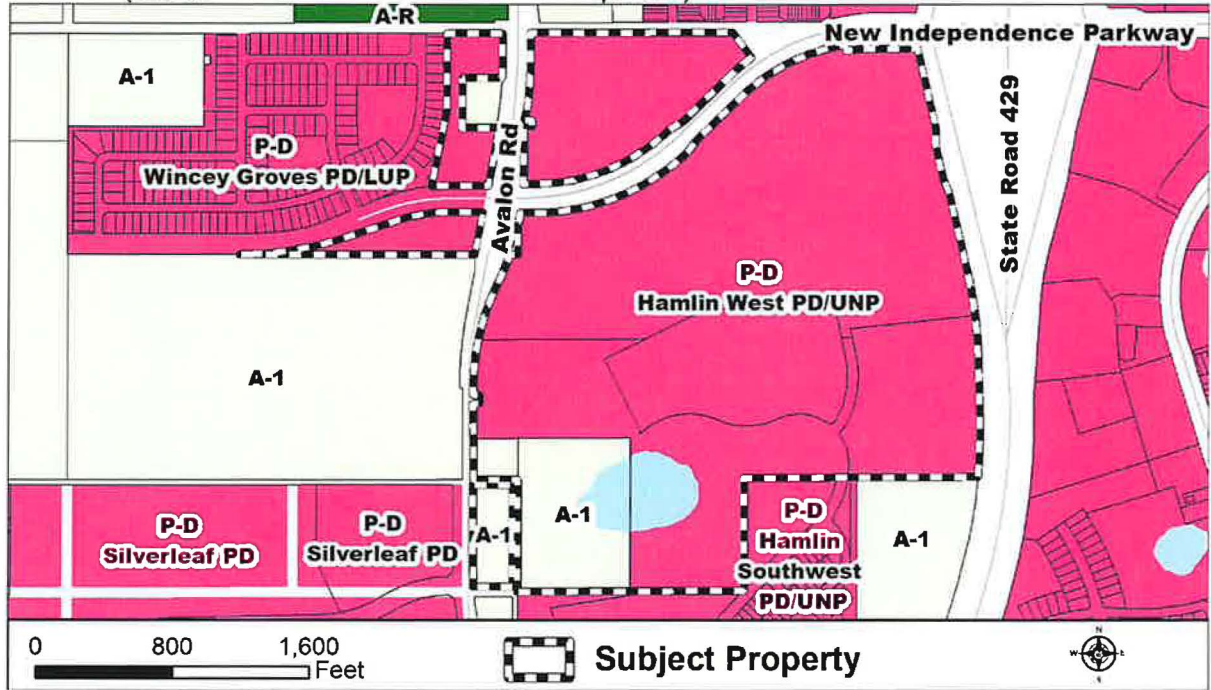 A-R
New Independence Parkway
A-1
P-D
Wincey Groves PD/LUP
Avalon Rd
State Road 429
P-D
Hamlin West PD/UNP
A-1
P-D
Silverleaf PD
P-D
Silverleaf PD
A-1
A-1
P-D
Hamlin
Southwest
PD/UNP
A-1
0 800 1,600
Feet
Subject Property
N
W E
S